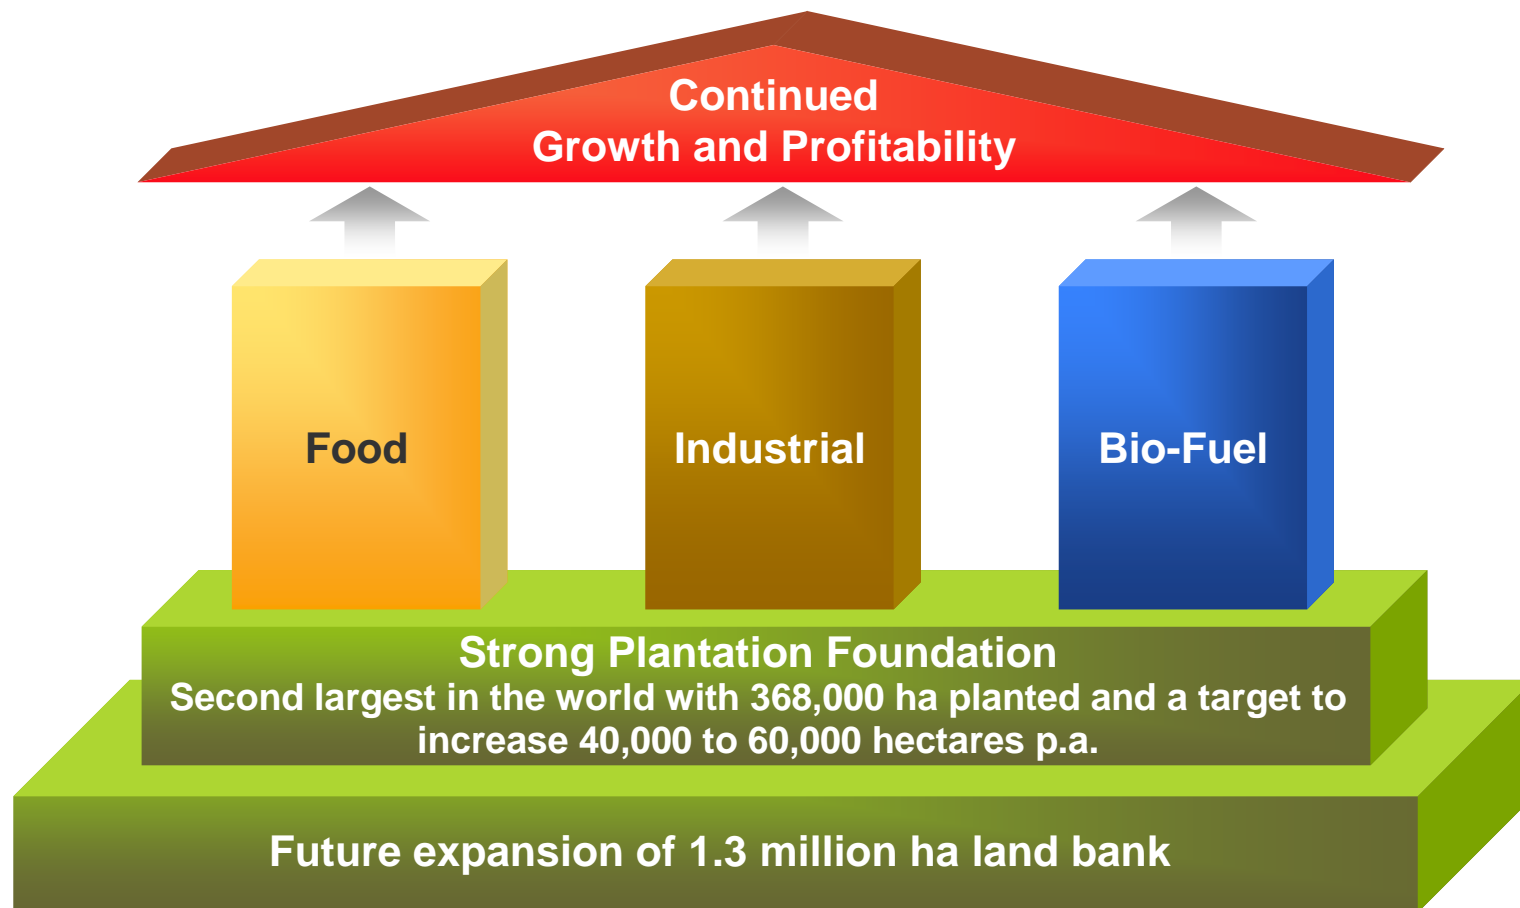 Continued
Growth and Profitability
Food
Industrial
Bio-Fuel
Strong Plantation Foundation
Second largest in the world with 368,000 ha planted and a target to
increase 40,000 to 60,000 hectares p.a.
Future expansion of 1.3 million ha land bank